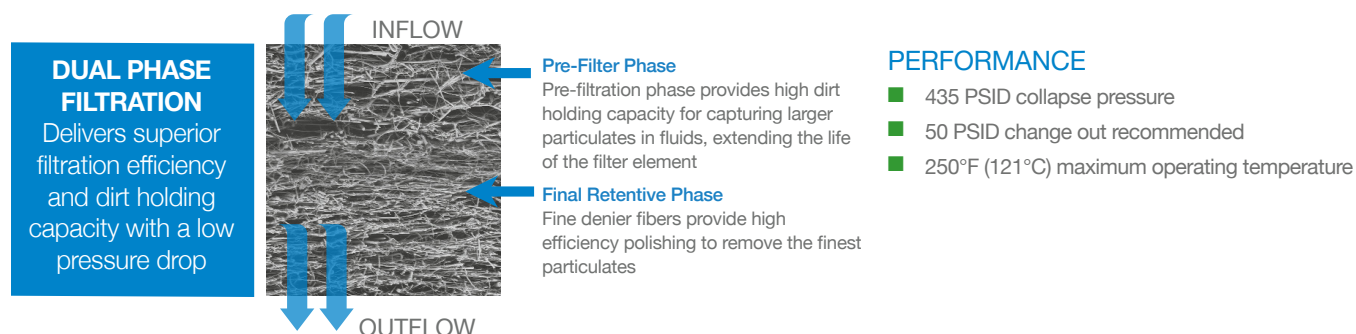 DUAL PHASE
FILTRATION
Delivers superior
filtration efficiency
and dirt holding
capacity with a low
pressure drop
INFLOW
OUTFLOW
Pre-Filter Phase
Pre-filtration phase provides high dirt
holding capacity for capturing larger
particulates in fluids, extending the life
of the filter element
Final Retentive Phase
Fine denier fibers provide high
efficiency polishing to remove the finest
particulates
PERFORMANCE
435 PSID collapse pressure
50 PSID change out recommended
250°F (121°C) maximum operating temperature